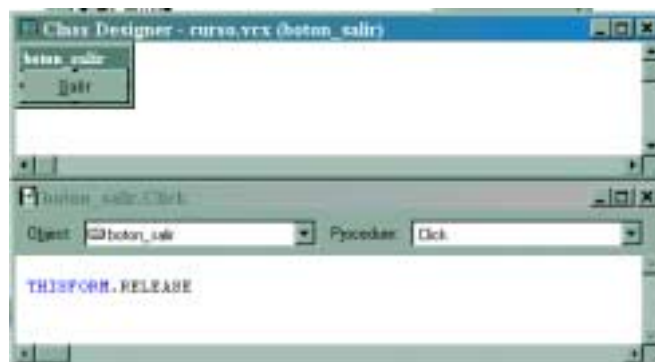 Class Designer - curso.vcx (boton_salir)
boton_salir
Salir
boton_salir.Click
Object: boton_salir Procedure: Click
THISFORM.RELEASE